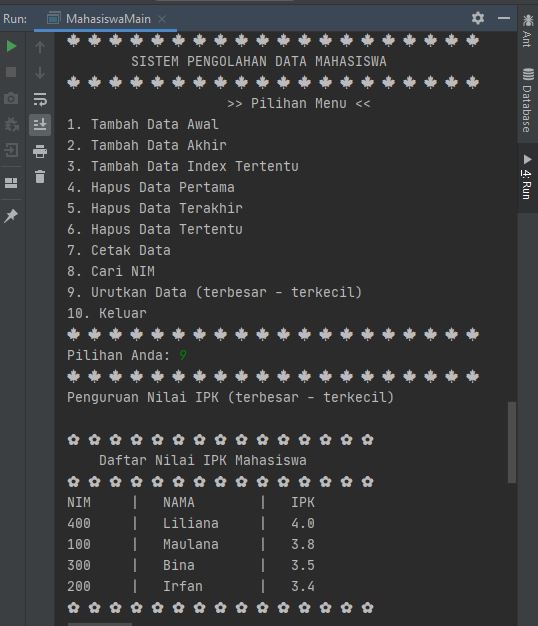 Run: MahasiswaMain ×
SISTEM PENGOLAHAN DATA MAHASISWA
>> Pilihan Menu <<
1. Tambah Data Awal
2. Tambah Data Akhir
3. Tambah Data Index Tertentu
4. Hapus Data Pertama
5. Hapus Data Terakhir
6. Hapus Data Tertentu
7. Cetak Data
8. Cari NIM
9. Urutkan Data (terbesar - terkecil)
10. Keluar
Pilihan Anda: 9
Penguruan Nilai IPK (terbesar - terkecil)
Daftar Nilai IPK Mahasiswa
NIM | NAMA | IPK
400 | Liliana | 4.0
100 | Maulana | 3.8
300 | Bina | 3.5
200 | Irfan | 3.4
Ant
Database
4: Run